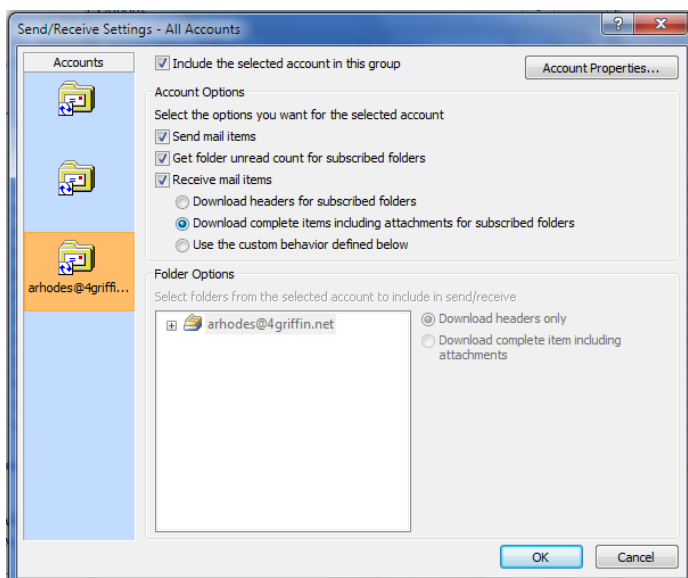 Send/Receive Settings - All Accounts
Accounts
Include the selected account in this group
Account Properties...
Account Options
Select the options you want for the selected account
Send mail items
Get folder unread count for subscribed folders
Receive mail items
Download headers for subscribed folders
Download complete items including attachments for subscribed folders
Use the custom behavior defined below
arhodes@4griffi...
Folder Options
Select folders from the selected account to include in send/receive
arhodes@4griffin.net
Download headers only
Download complete item including
attachments
OK
Cancel